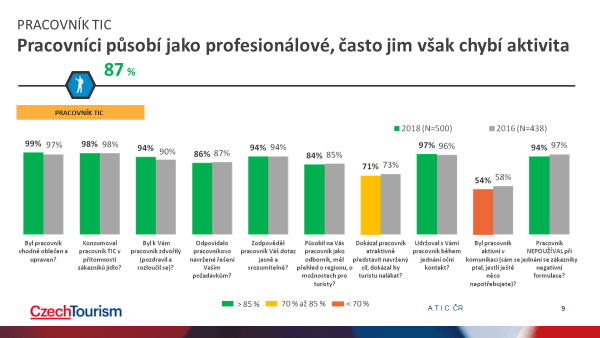 PRACOVNÍK TIC
Pracovníci působí jako profesionálové, často jim však chybí aktivita
87 %
PRACOVNÍK TIC
2018 (N=500) 2016 (N=438)
99% 97% 98% 98% 94% 90% 86% 87% 94% 94% 84% 85% 71% 73% 97% 96% 54% 58% 94% 97%
Byl pracovník
vhodně oblečen a
upraven?
Konzumoval
pracovník TIC v
přítomnosti
zákazníků jídlo?
Byl k Vám
pracovník zdvořilý
(pozdravil a
rozloučil se)?
Odpovídalo
pracovníkovo
navržené řešení
Vašim
požadavkům?
Zodpověděl
pracovník Váš dotaz
jasně a
srozumitelně?
Působil na Vás
pracovník jako
odborník, měl
přehled o regionu, o
možnostech pro
turisty?
Dokázal pracovník
atraktivně
představit navržený
cíl, dokázal by
turistu nalákat?
Udržoval s Vámi
pracovník během
jednání oční
kontakt?
Byl pracovník
aktivní v
komunikaci (sám se
ptal, jestli ještě
něco
nepotřebujete)?
Pracovník
NEPOUŽÍVAL při
jednání se zákazníky
negativní
formulace?
> 85 % 70 % až 85 % < 70 %
CzechTourism
A.T.I.C. ČR
9